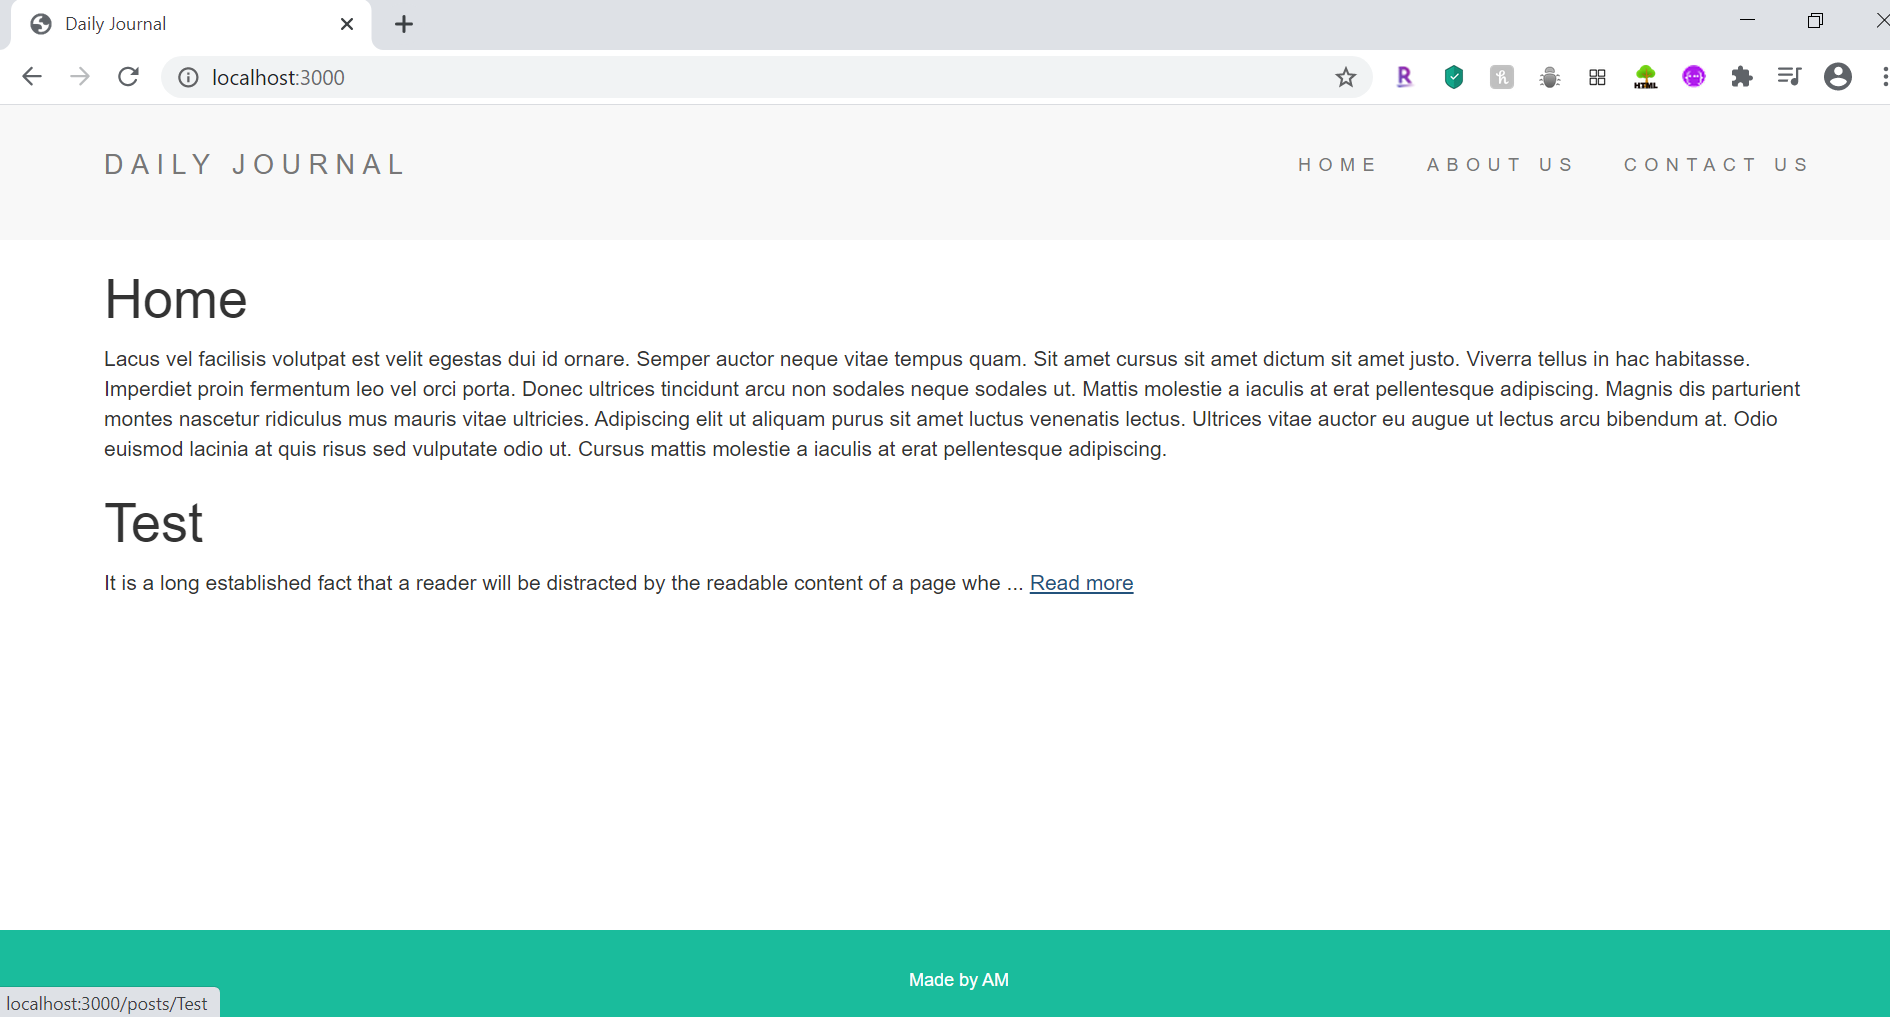 Daily Journal
localhost:3000
R
HTML
DAILY JOURNAL
HOME ABOUT US CONTACT US
Home
Lacus vel facilisis volutpat est velit egestas dui id ornare. Semper auctor neque vitae tempus quam. Sit amet cursus sit amet dictum sit amet justo. Viverra tellus in hac habitasse.
Imperdiet proin fermentum leo vel orci porta. Donec ultrices tincidunt arcu non sodales neque sodales ut. Mattis molestie a iaculis at erat pellentesque adipiscing. Magnis dis parturient
montes nascetur ridiculus mus mauris vitae ultricies. Adipiscing elit ut aliquam purus sit amet luctus venenatis lectus. Ultrices vitae auctor eu augue ut lectus arcu bibendum at. Odio
euismod lacinia at quis risus sed vulputate odio ut. Cursus mattis molestie a iaculis at erat pellentesque adipiscing.
Test
It is a long established fact that a reader will be distracted by the readable content of a page whe ... Read more
Made by AM
localhost:3000/posts/Test